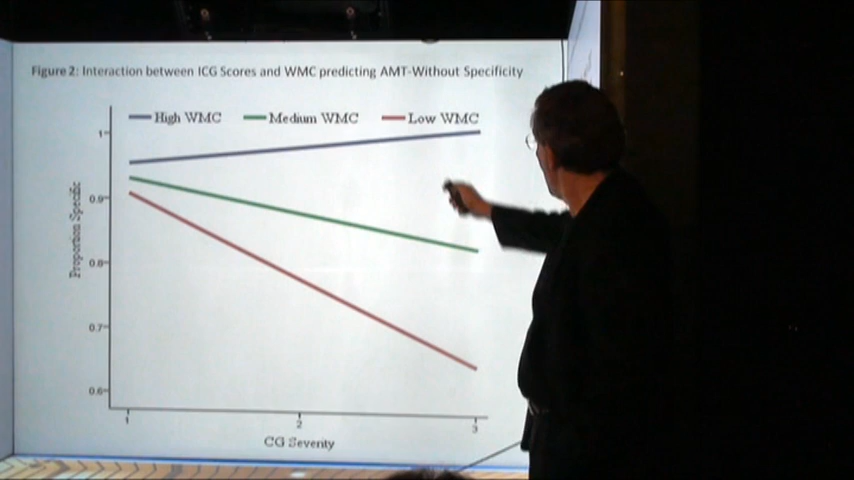 Figure 2: Interaction between ICG Scores and WMC predicting AMT-Without Specificity
High WMC Medium WMC Low WMC
1
0.9
0.8
0.7
0.6
Proportion Specific
1 2 3
CG Severity